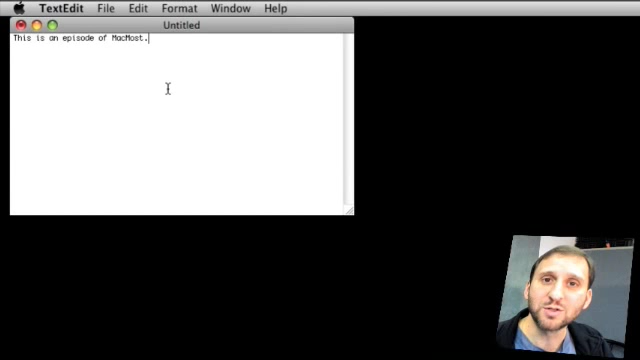 TextEdit File Edit Format Window Help
Untitled
This is an episode of MacMost.